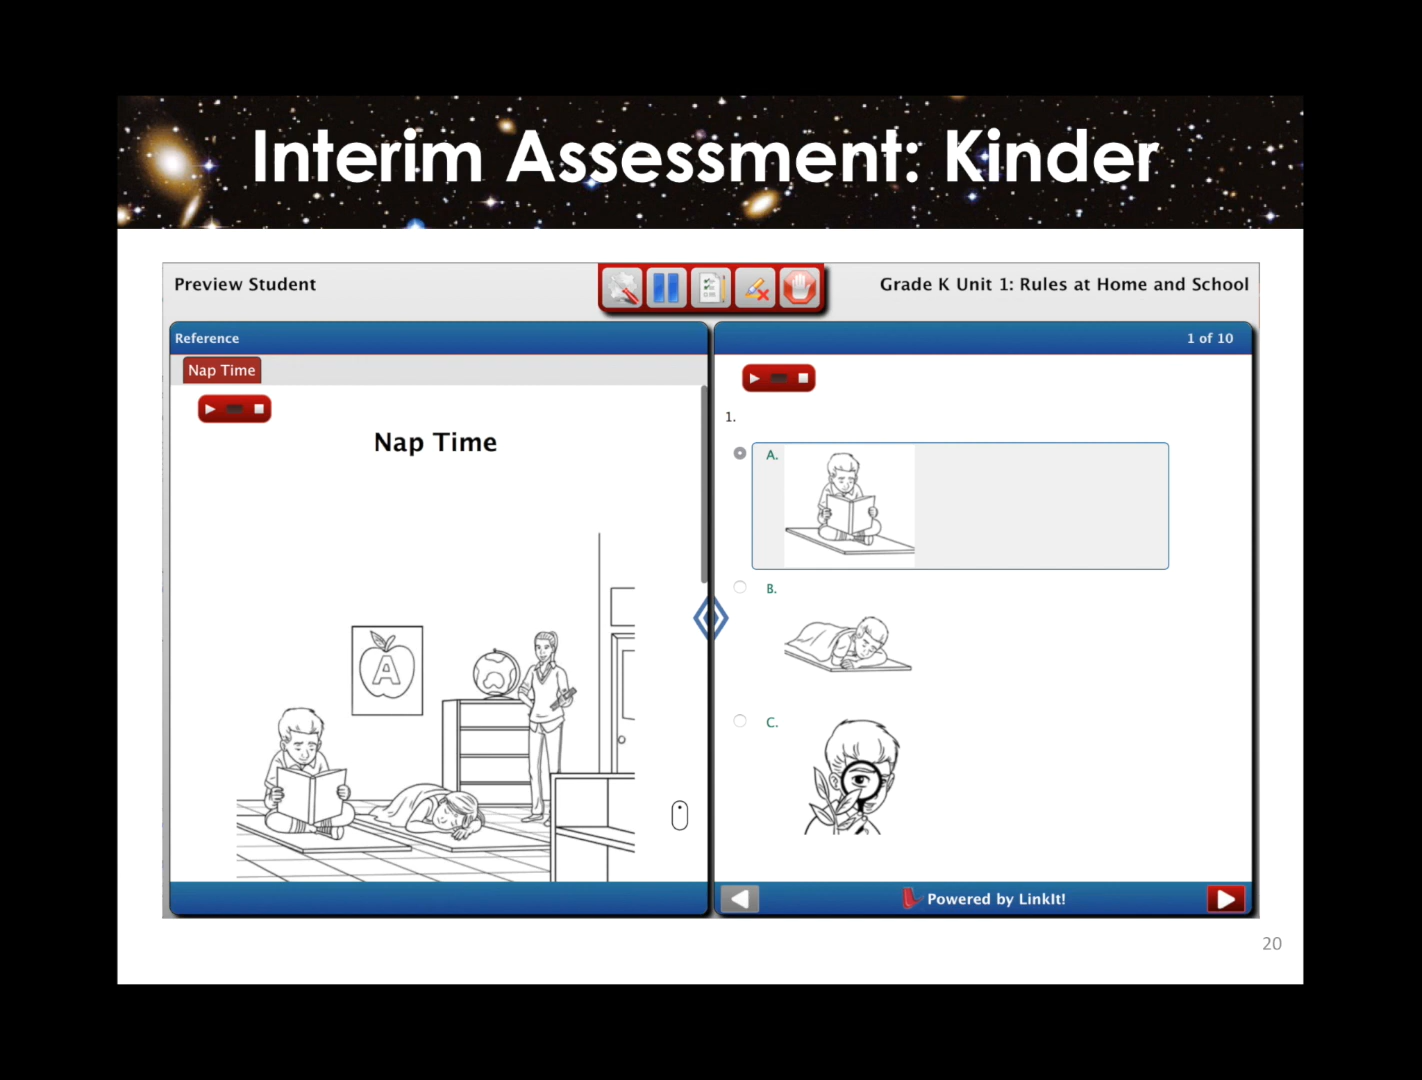 Interim Assessment: Kinder
Preview Student
Grade K Unit 1: Rules at Home and School
Reference
1 of 10
Nap Time
Nap Time
A
1.
A.
B.
C.
Powered by LinkIt!
20